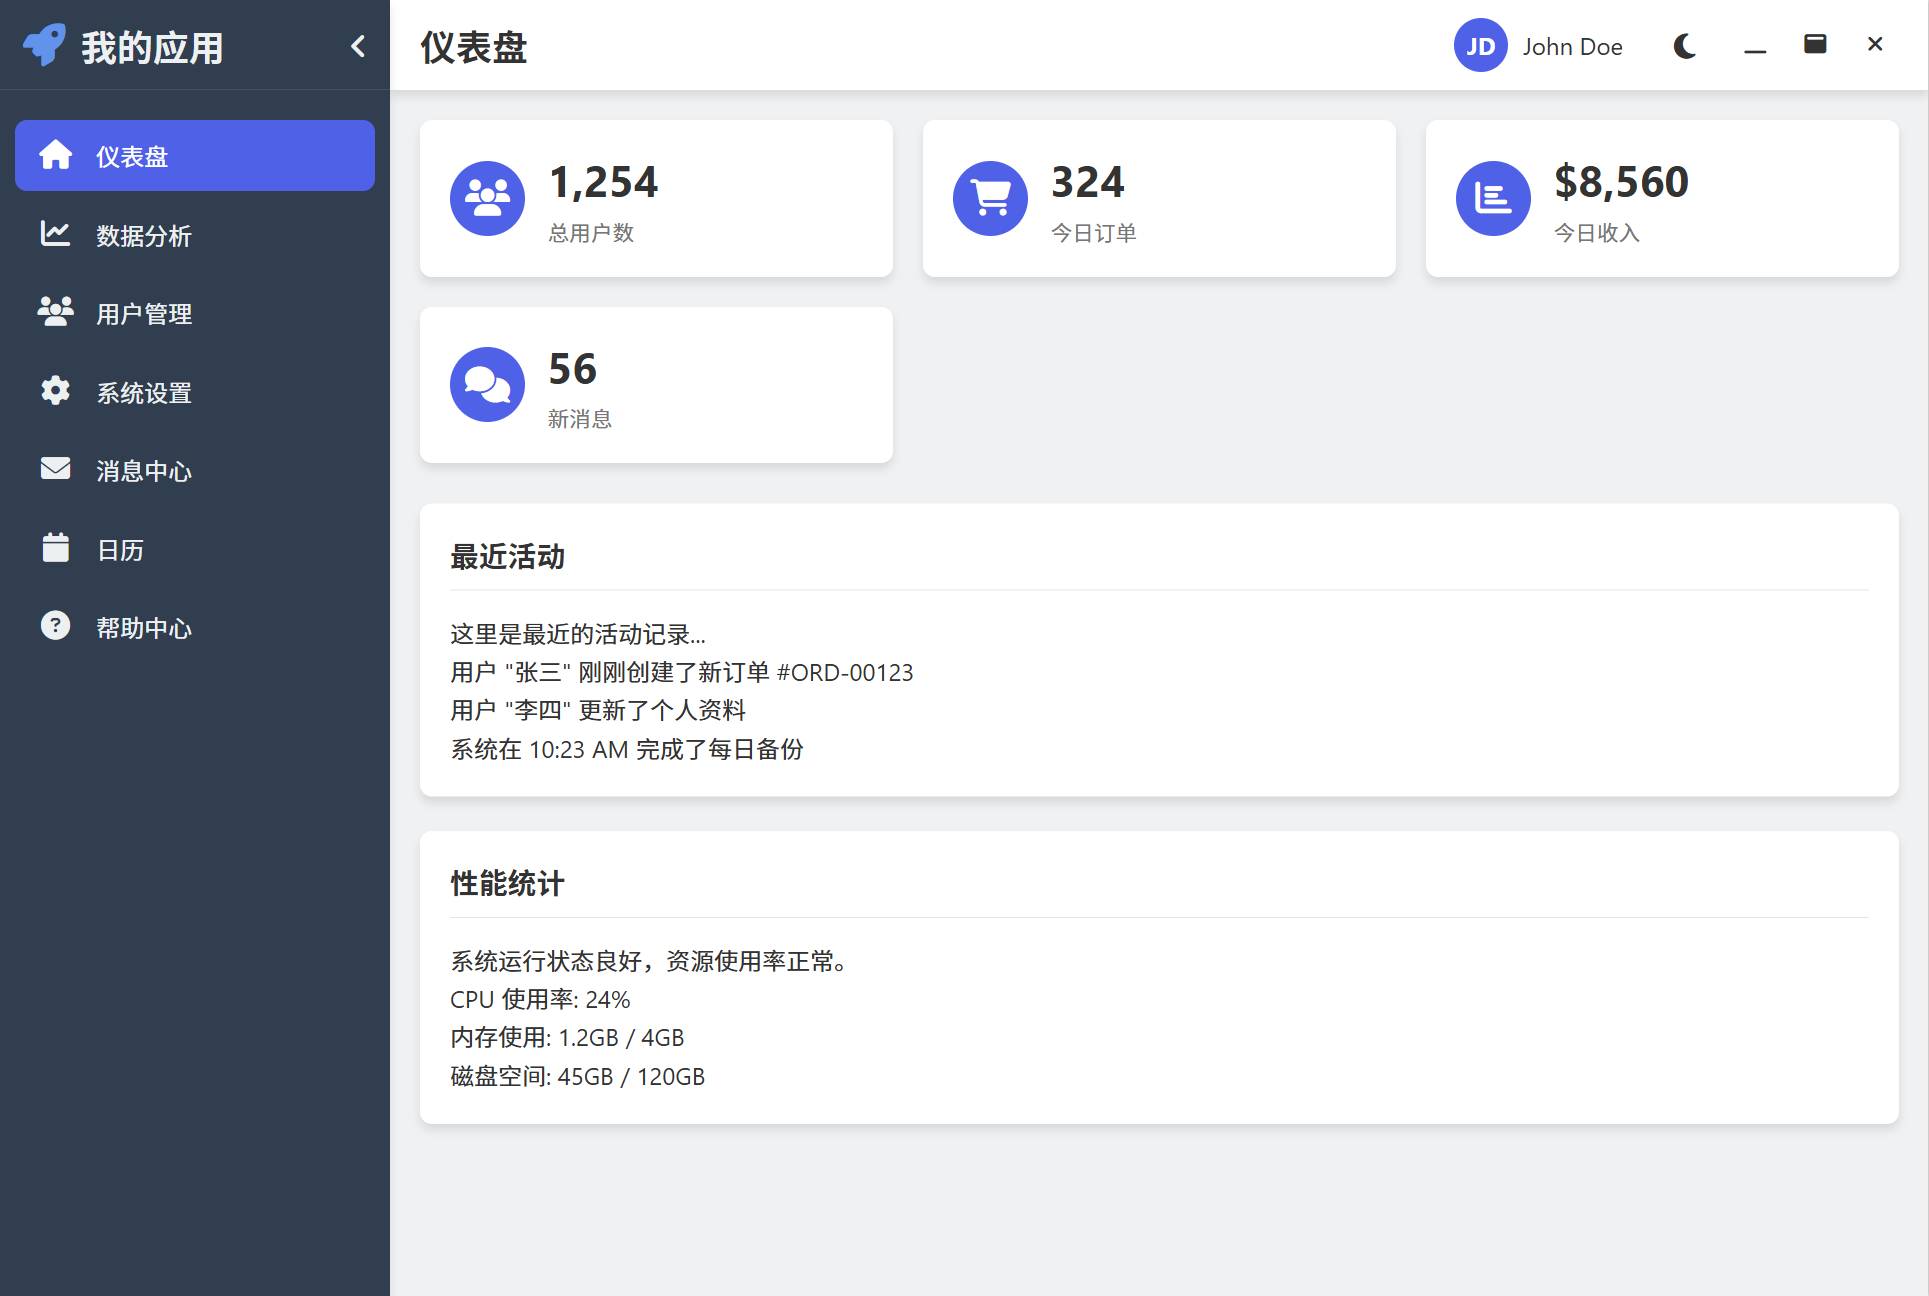 我的应用
仪表盘
数据分析
用户管理
系统设置
消息中心
日历
帮助中心
仪表盘
JD John Doe
1,254
总用户数
324
今日订单
$8,560
今日收入
56
新消息
最近活动
这里是最近的活动记录...
用户 "张三" 刚刚创建了新订单 #ORD-00123
用户 "李四" 更新了个人资料
系统在 10:23 AM 完成了每日备份
性能统计
系统运行状态良好，资源使用率正常。
CPU 使用率: 24%
内存使用: 1.2GB / 4GB
磁盘空间: 45GB / 120GB